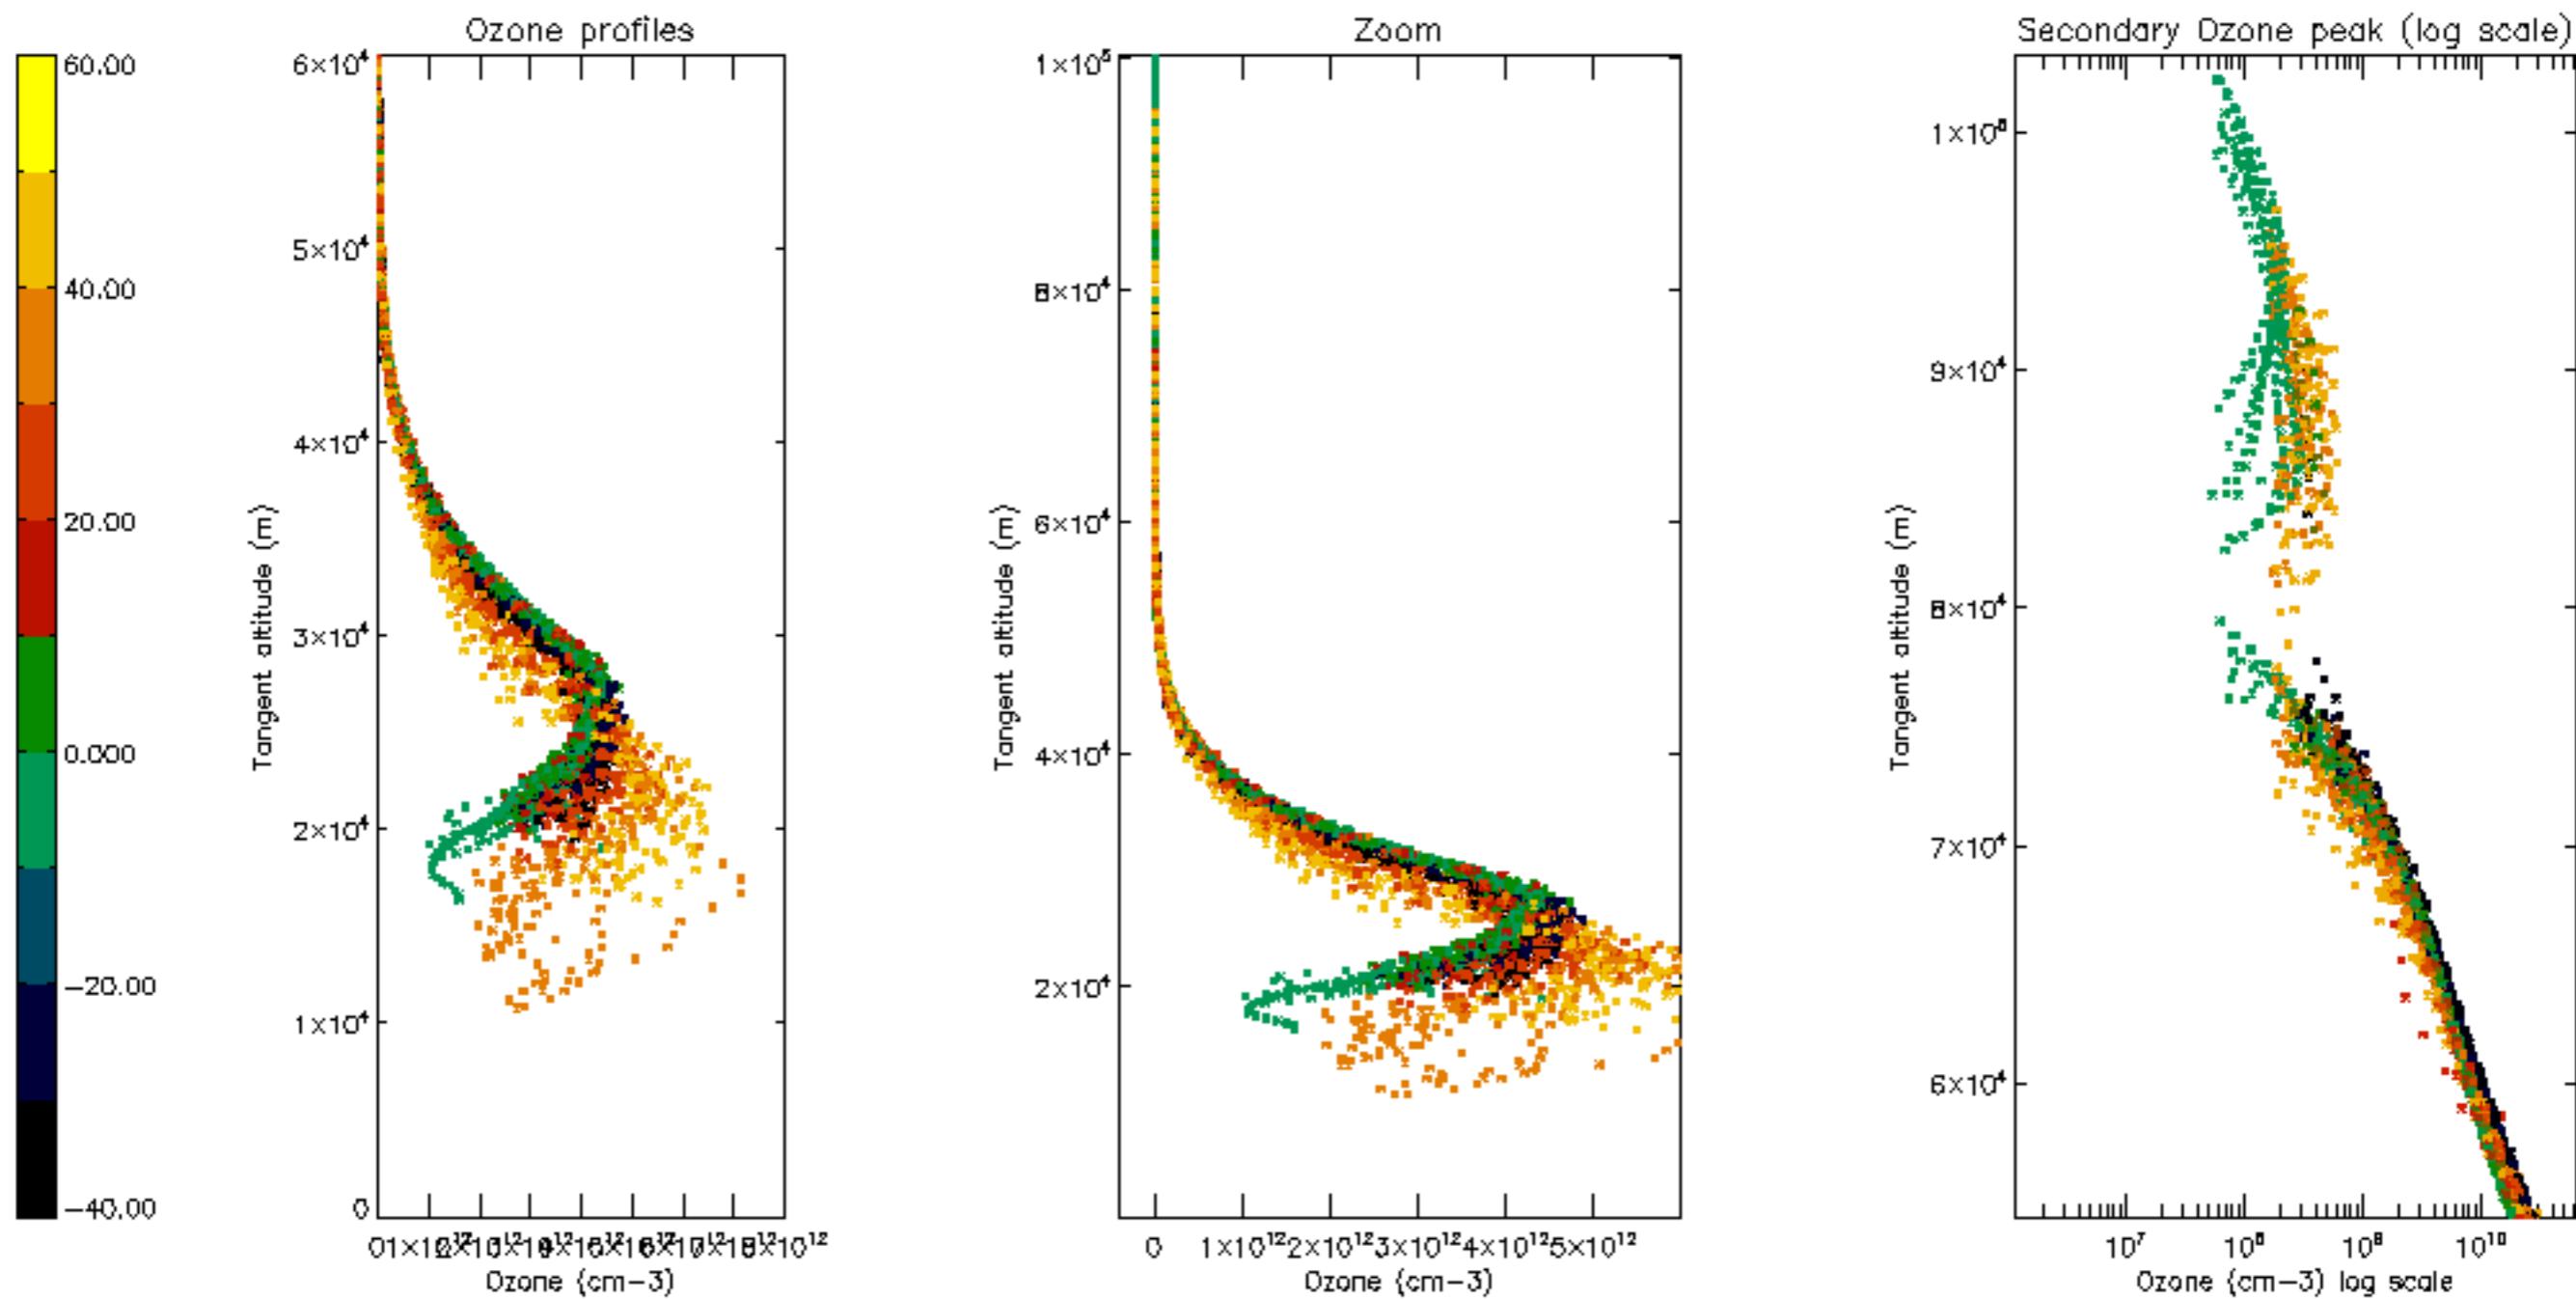 Ozone profiles
Zoom
Secondary Ozone peak (log scale)
60.00
40.00
20.00
0.000
−20.00
−40.00
6×10⁴
5×10⁴
4×10⁴
3×10⁴
2×10⁴
1×10⁴
0
Tangent altitude (m)
Ozone (cm−3)
1×10⁵
8×10⁴
6×10⁴
4×10⁴
2×10⁴
Tangent altitude (m)
0 1×10¹² 2×10¹² 3×10¹² 4×10¹² 5×10¹²
Ozone (cm−3)
9×10⁴
8×10⁴
7×10⁴
6×10⁴
Tangent altitude (m)
10⁷ 10⁸ 10⁹ 10¹⁰
Ozone (cm−3) log scale